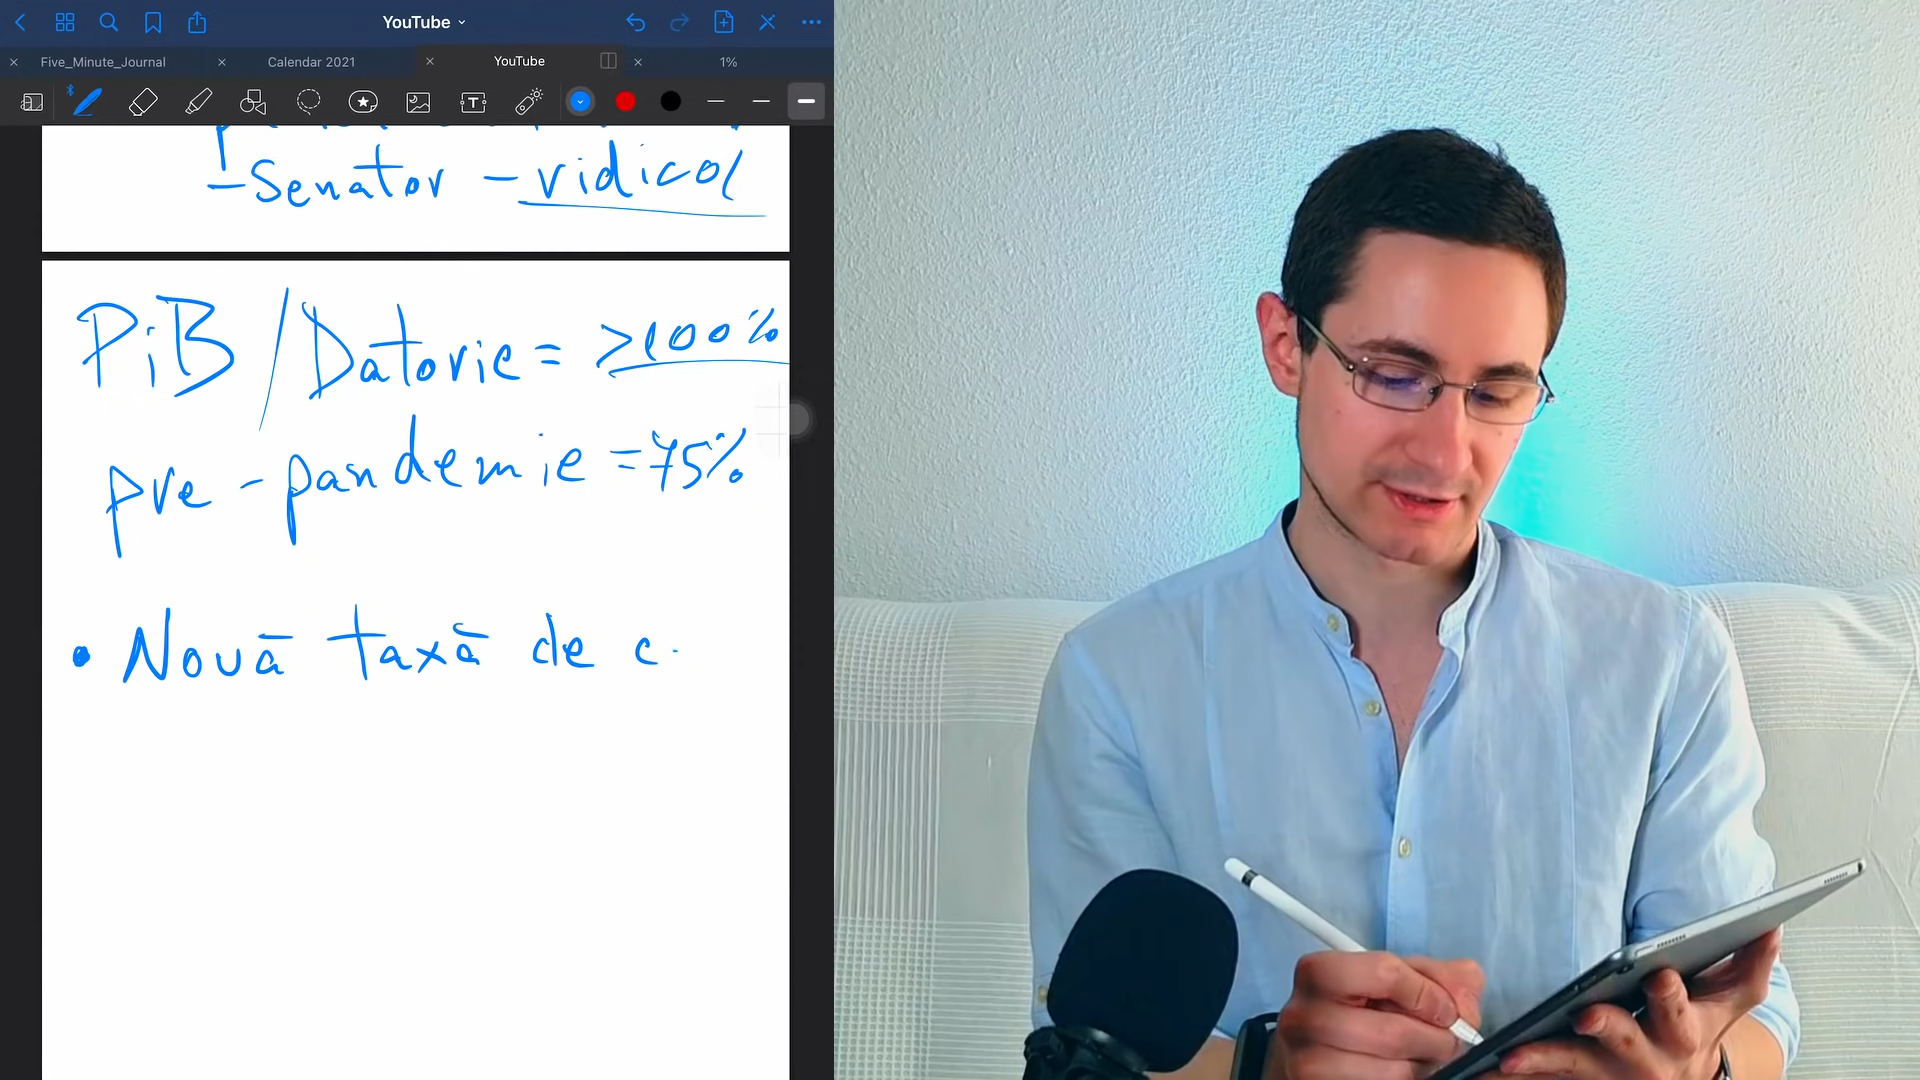 YouTube
Five_Minute_Journal
Calendar 2021
YouTube
1%
T
-Senator - ridicol
PiB/Datorie = >100%
pre-pandemie = 75%
• Nouă taxă de c